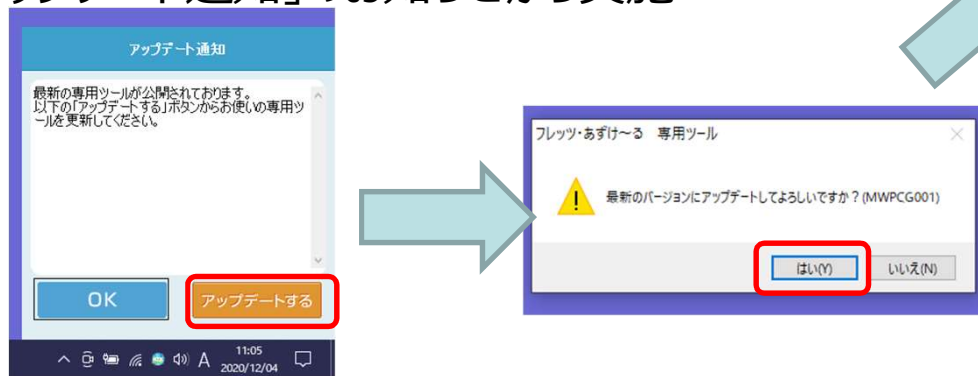 アップデート通知
最新の専用ツールが公開されております。
以下の「アップデートする」ボタンからお使いの専用ツ
ールを更新してください。
OK
アップデートする
A
11:05
2020/12/04
フレッツ・あずけ～る 専用ツール
最新のバージョンにアップデートしてよろしいですか？(MWPCG001)
はい(Y)
いいえ(N)